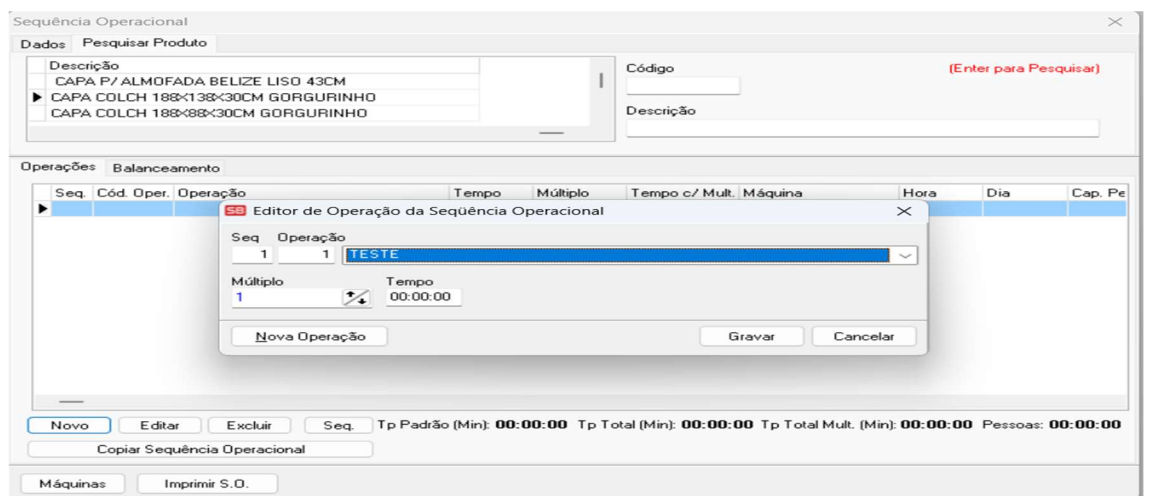 Sequência Operacional
Dados Pesquisar Produto
Descrição
CAPA P/ ALMOFADA BELIZE LISO 43CM
CAPA COLCH 188X138X30CM GORGURINHO
CAPA COLCH 188X88X30CM GORGURINHO
Código (Enter para Pesquisar)
Descrição
Operações Balanceamento
Seq. Cód. Oper. Operação Tempo Múltiplo Tempo c/ Mult. Máquina Hora Dia Cap. Pe
SB Editor de Operação da Seqüência Operacional
Seq Operação
1 1 TESTE
Múltiplo Tempo
1 00:00:00
Nova Operação Gravar Cancelar
Novo Editar Excluir Seq. Tp Padrão (Min): 00:00:00 Tp Total (Min): 00:00:00 Tp Total Mult. (Min): 00:00:00 Pessoas: 00:00:00
Copiar Sequência Operacional
Máquinas Imprimir S.O.